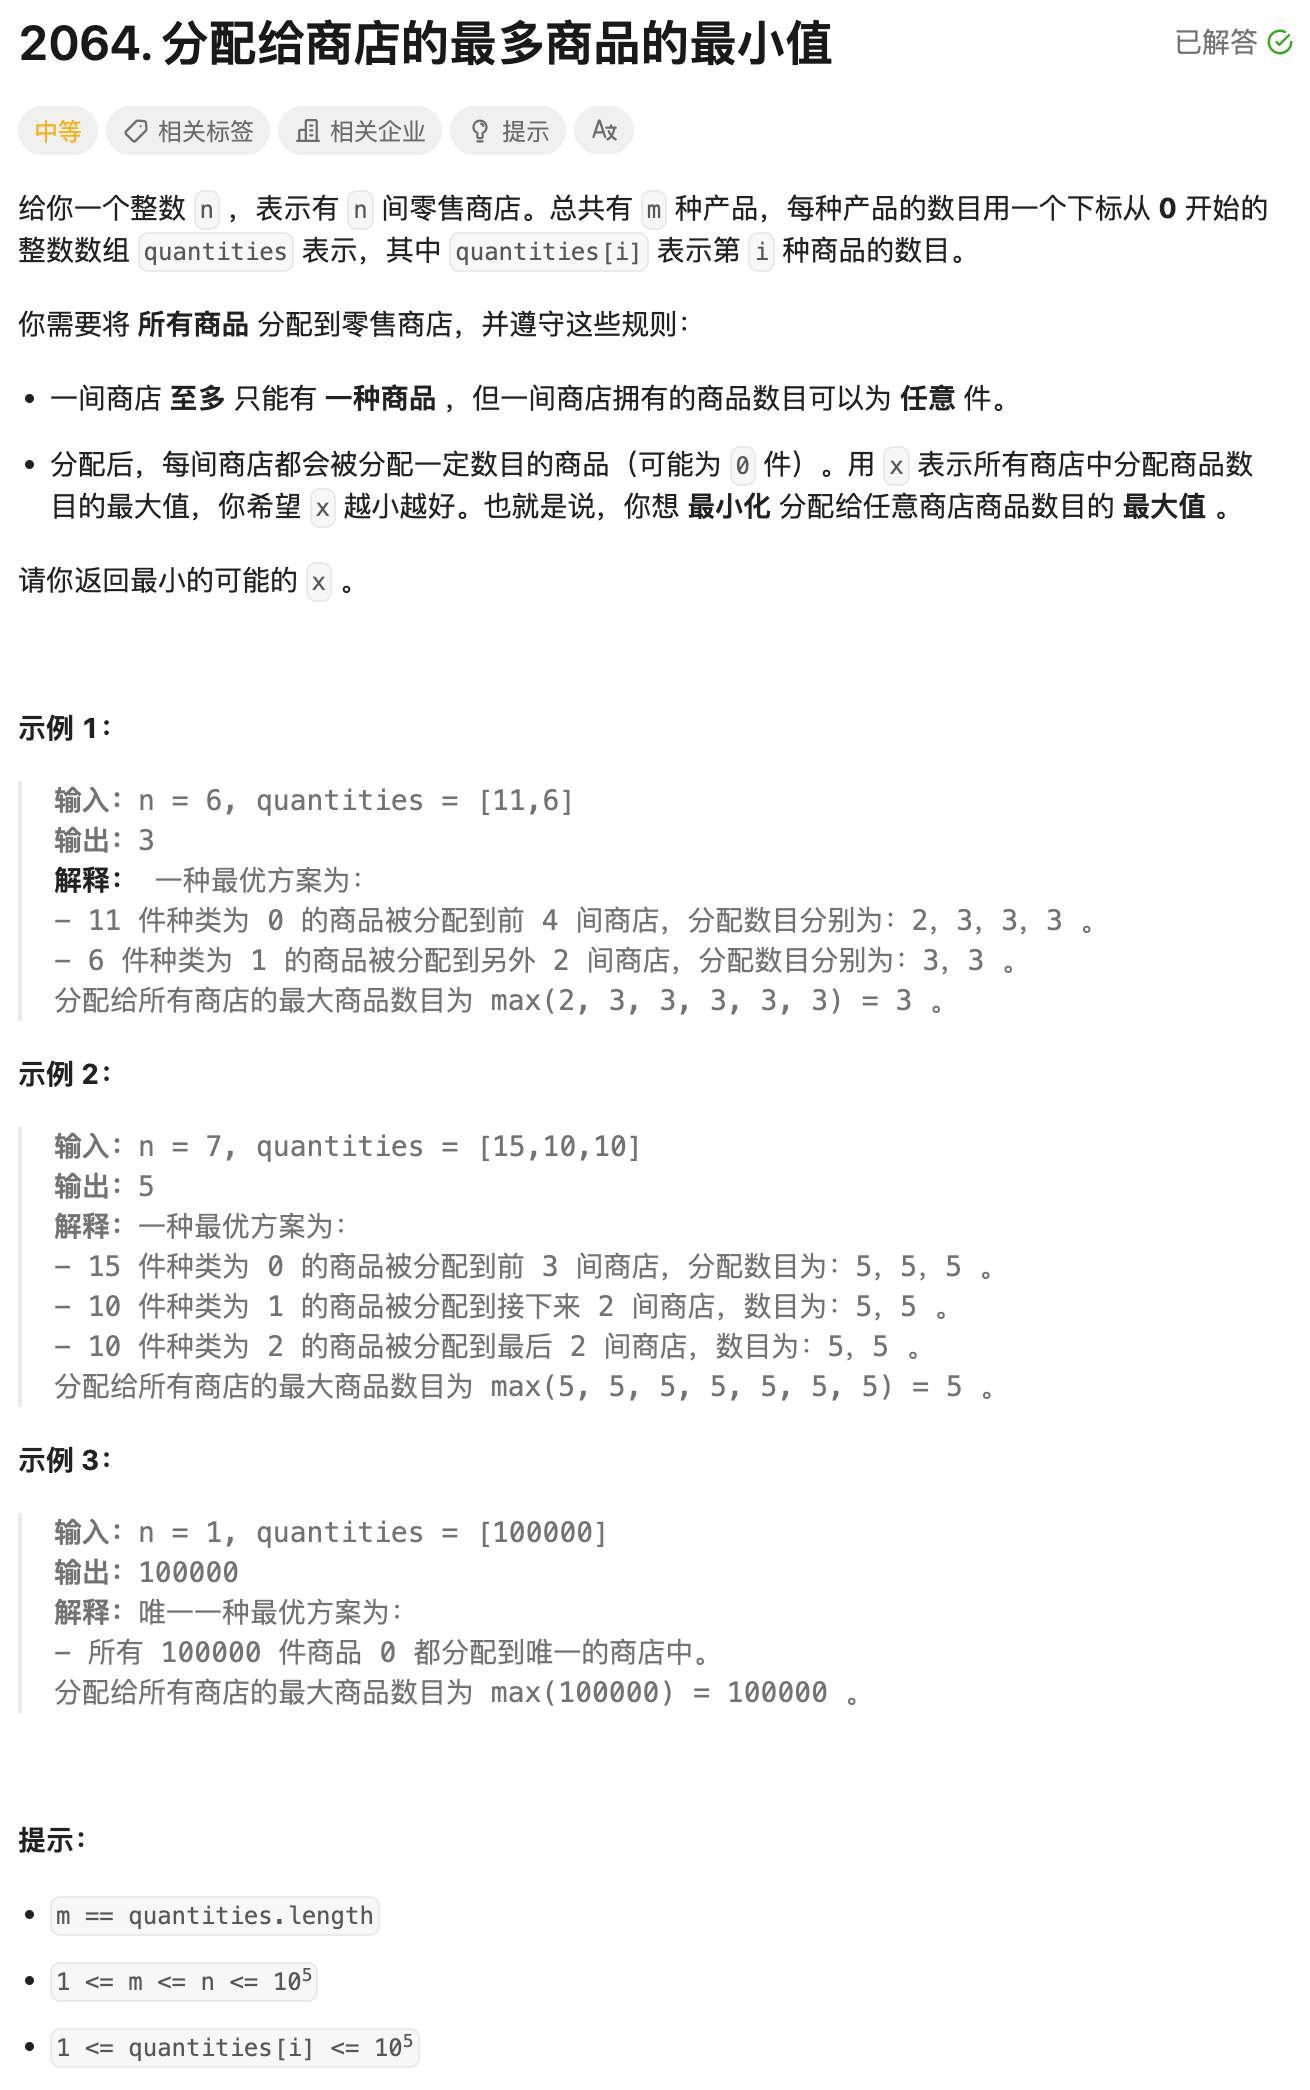 2064. 分配给商店的最多商品的最小值
已解答
中等
相关标签
相关企业
提示
给你一个整数 n ，表示有 n 间零售商店。总共有 m 种产品，每种产品的数目用一个下标从 0 开始的
整数数组 quantities 表示，其中 quantities[i] 表示第 i 种商品的数目。
你需要将 所有商品 分配到零售商店，并遵守这些规则：
• 一间商店 至多 只能有 一种商品 ，但一间商店拥有的商品数目可以为 任意 件。
• 分配后，每间商店都会被分配一定数目的商品（可能为 0 件）。用 x 表示所有商店中分配商品数
目的最大值，你希望 x 越小越好。也就是说，你想 最小化 分配给任意商店商品数目的 最大值 。
请你返回最小的可能的 x 。
示例 1：
输入：n = 6, quantities = [11,6]
输出：3
解释： 一种最优方案为：
- 11 件种类为 0 的商品被分配到前 4 间商店，分配数目分别为：2，3，3，3 。
- 6 件种类为 1 的商品被分配到另外 2 间商店，分配数目分别为：3，3 。
分配给所有商店的最大商品数目为 max(2, 3, 3, 3, 3, 3) = 3 。
示例 2：
输入：n = 7, quantities = [15,10,10]
输出：5
解释：一种最优方案为：
- 15 件种类为 0 的商品被分配到前 3 间商店，分配数目为：5，5，5 。
- 10 件种类为 1 的商品被分配到接下来 2 间商店，数目为：5，5 。
- 10 件种类为 2 的商品被分配到最后 2 间商店，数目为：5，5 。
分配给所有商店的最大商品数目为 max(5, 5, 5, 5, 5, 5, 5) = 5 。
示例 3：
输入：n = 1, quantities = [100000]
输出：100000
解释：唯一一种最优方案为：
- 所有 100000 件商品 0 都分配到唯一的商店中。
分配给所有商店的最大商品数目为 max(100000) = 100000 。
提示：
• m == quantities.length
• 1 <= m <= n <= 10⁵
• 1 <= quantities[i] <= 10⁵